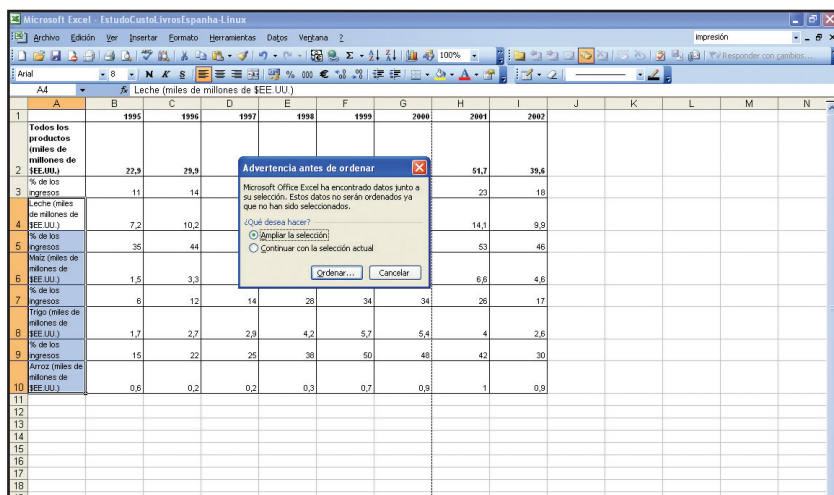 Microsoft Excel - EstudoCustoLivrosEspanha-Linux
Archivo Edición Ver Insertar Formato Herramientas Datos Ventana ?
impresión
100%
Responder con cambios...
Arial 8 N K S % 000 €
A4 fx Leche (miles de millones de $EE.UU.)
A B C D E F G H I J K L M N
1 1995 1996 1997 1998 1999 2000 2001 2002
Todos los
productos
(miles de
millones de
2 $EE.UU.) 22,9 29,9 51,7 39,6
% de los
3 ingresos 11 14 23 18
Leche (miles
de millones de
4 $EE.UU.) 7,2 10,2 14,1 9,9
% de los
5 ingresos 35 44 53 46
Maíz (miles de
millones de
6 $EE.UU.) 1,5 3,3 6,6 4,6
% de los
7 ingresos 6 12 14 28 34 34 26 17
Trigo (miles de
millones de
8 $EE.UU.) 1,7 2,7 2,9 4,2 5,7 5,4 4 2,6
% de los
9 ingresos 15 22 25 38 50 48 42 30
Arroz (miles de
millones de
10 $EE.UU.) 0,6 0,2 0,2 0,3 0,7 0,9 1 0,9
11
12
13
14
15
16
17
18
Advertencia antes de ordenar
Microsoft Office Excel ha encontrado datos junto a
su selección. Estos datos no serán ordenados ya
que no han sido seleccionados.
¿Qué desea hacer?
Ampliar la selección
Continuar con la selección actual
Ordenar... Cancelar